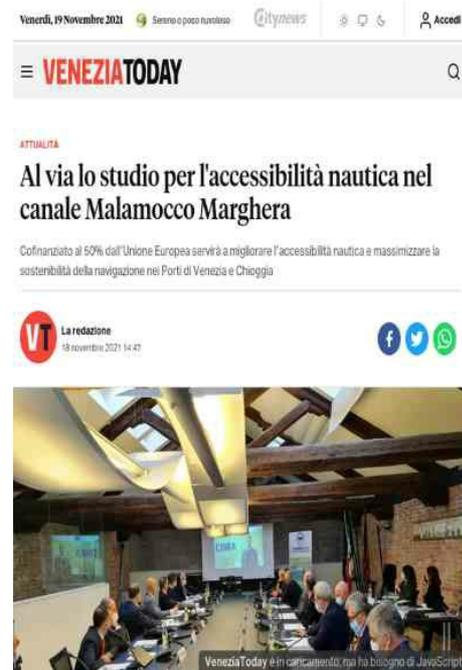 Venerdì, 19 Novembre 2021 Sereno o poco nuvoloso Citynews Accedi
VENEZIATODAY
ATTUALITÀ
Al via lo studio per l'accessibilità nautica nel
canale Malamocco Marghera
Cofinanziato al 50% dall'Unione Europea servirà a migliorare l'accessibilità nautica e massimizzare la
sostenibilità della navigazione nei Porti di Venezia e Chioggia
VT
La redazione
18 novembre 2021 14:47
VeneziaToday è in caricamento, ma ha bisogno di JavaScript